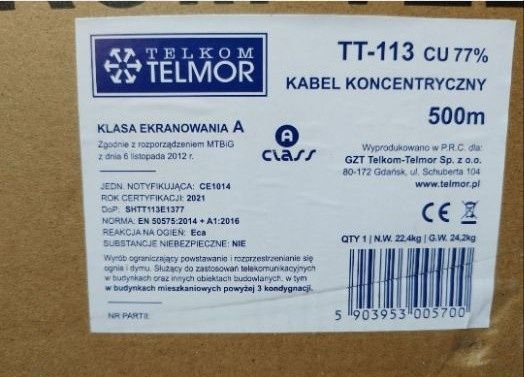 TELKOM
TELMOR
TT-113 CU 77%
KABEL KONCENTRYCZNY
500m
KLASA EKRANOWANIA A
Zgodnie z rozporządzeniem MTBiG
z dnia 6 listopada 2012 r.
A
class
Wyprodukowano w P.R.C. dla:
GZT Telkom-Telmor Sp. z o.o.
80-172 Gdańsk, ul. Schuberta 104
www.telmor.pl
JEDN. NOTYFIKUJĄCA: CE1014
ROK CERTYFIKACJI: 2021
DoP: SHTT113E1377
NORMA: EN 50575:2014 + A1:2016
REAKCJA NA OGIEŃ: Eca
SUBSTANCJE NIEBEZPIECZNE: NIE
CE
QTY 1 | N.W. 22,4kg | G.W. 24,2kg
Wyrób ograniczający powstawanie i rozprzestrzenianie się
ognia i dymu. Służący do zastosowań telekomunikacyjnych
w budynkach oraz innych obiektach budowlanych, w tym
w budynkach mieszkaniowych powyżej 3 kondygnacji.
NR PARTII:
5 903953 005700